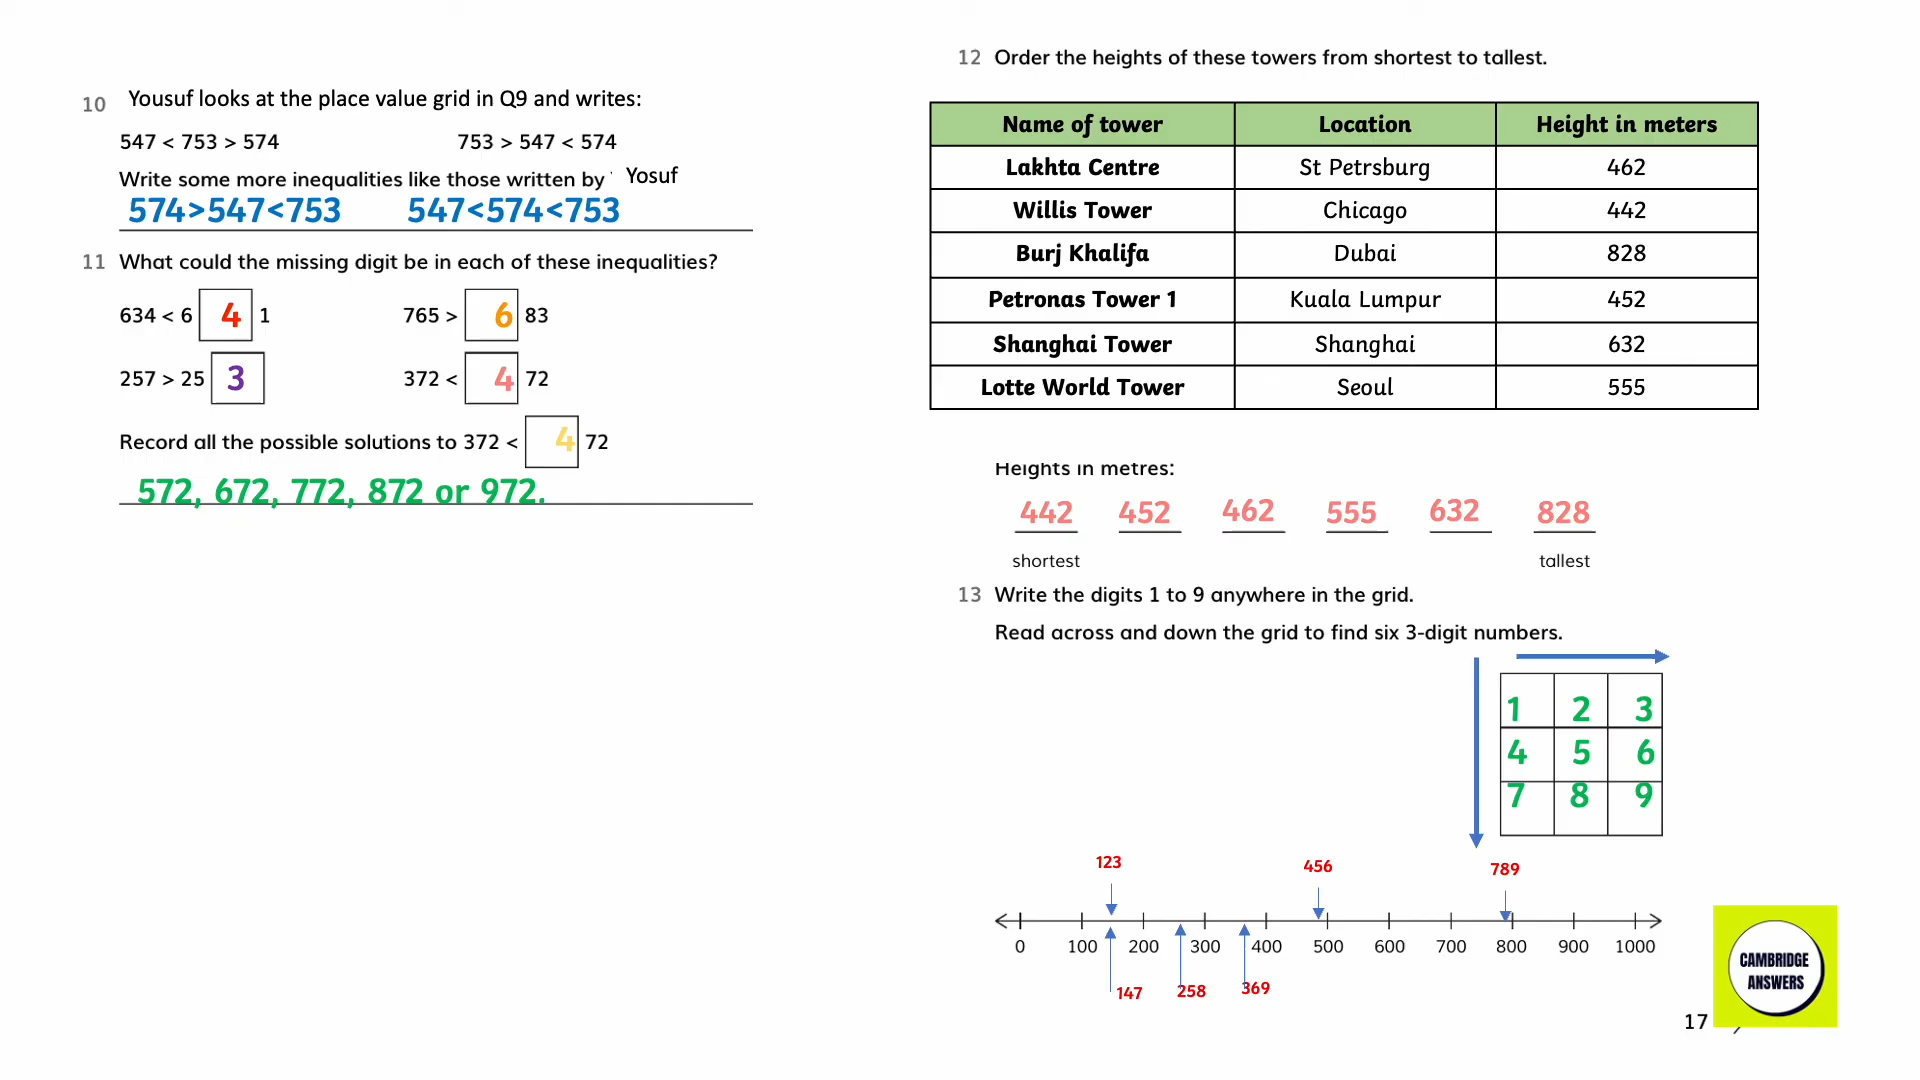 10 Yousuf looks at the place value grid in Q9 and writes:
547 < 753 > 574 753 > 547 < 574
Write some more inequalities like those written by Yosuf
574>547<753 547<574<753
11 What could the missing digit be in each of these inequalities?
634 < 6 4 1 765 > 6 83
257 > 25 3 372 < 4 72
Record all the possible solutions to 372 < 4 72
572, 672, 772, 872 or 972.
12 Order the heights of these towers from shortest to tallest.
Name of tower Location Height in meters
Lakhta Centre St Petrsburg 462
Willis Tower Chicago 442
Burj Khalifa Dubai 828
Petronas Tower 1 Kuala Lumpur 452
Shanghai Tower Shanghai 632
Lotte World Tower Seoul 555
Heights in metres:
442 452 462 555 632 828
shortest tallest
13 Write the digits 1 to 9 anywhere in the grid.
Read across and down the grid to find six 3-digit numbers.
1 2 3
4 5 6
7 8 9
123 456 789
0 100 200 300 400 500 600 700 800 900 1000
147 258 369
CAMBRIDGE
ANSWERS
17